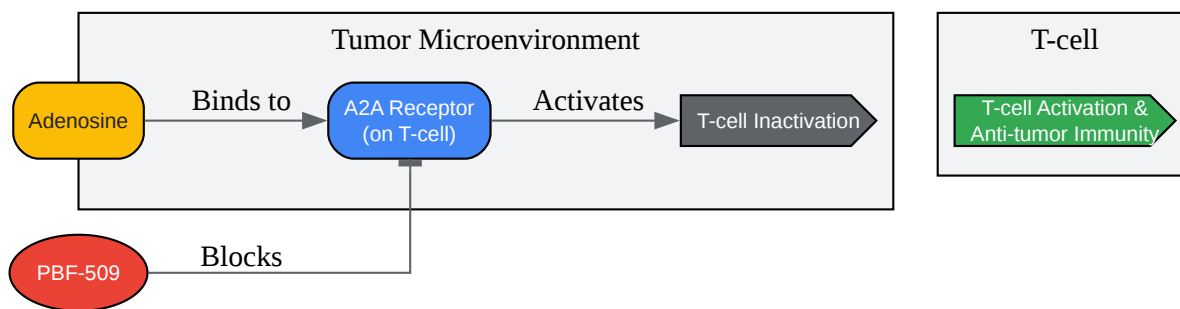 Tumor Microenvironment
T-cell
Adenosine
Binds to
A2A Receptor
(on T-cell)
Activates
T-cell Inactivation
T-cell Activation &
Anti-tumor Immunity
PBF-509
Blocks